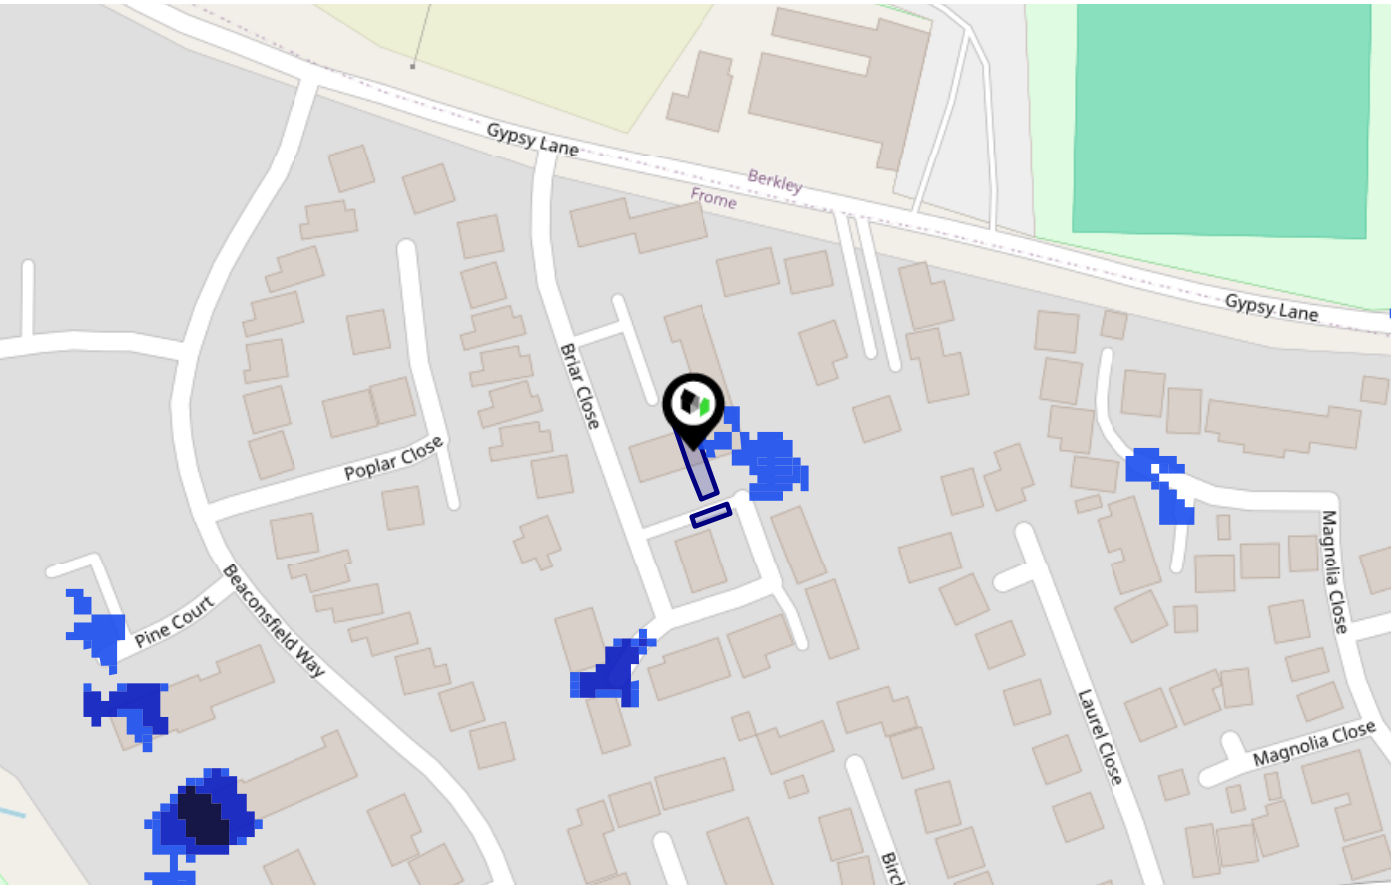 Gypsy Lane
Berkley
Frome
Gypsy Lane
Briar Close
Poplar Close
Magnolia Close
Beaconsfield Way
Pine Court
Laurel Close
Magnolia Close
Birc